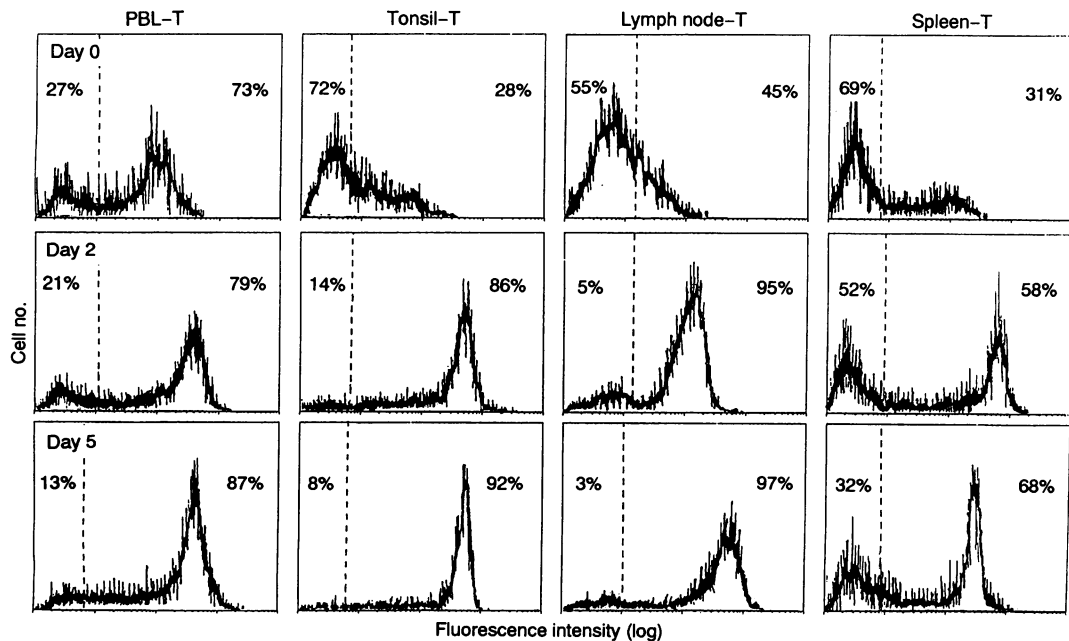 PBL–T Tonsil–T Lymph node–T Spleen–T
Day 0
27% 73% 72% 28% 55% 45% 69% 31%
Day 2
21% 79% 14% 86% 5% 95% 52% 58%
Day 5
13% 87% 8% 92% 3% 97% 32% 68%
Cell no.
Fluorescence intensity (log)